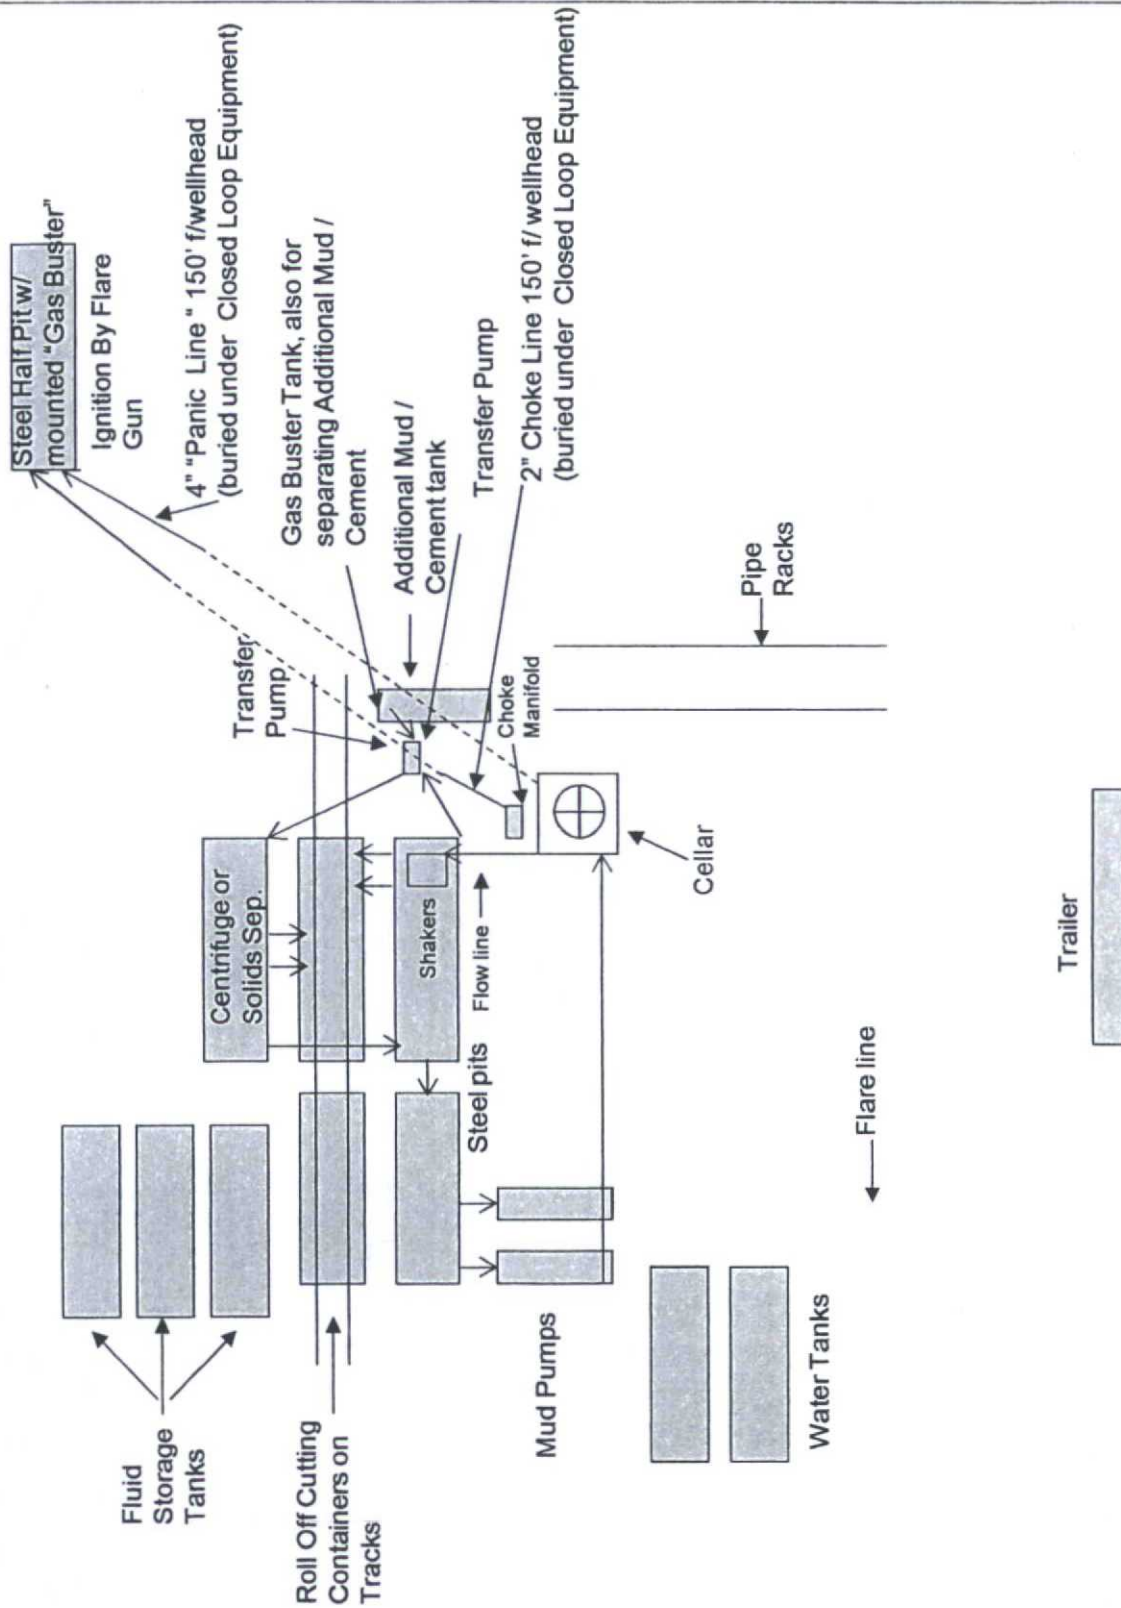 Fluid
Storage
Tanks
Roll Off Cutting
Containers on
Tracks
Centrifuge or
Solids Sep.
Shakers
Flow line
Steel pits
Mud Pumps
Water Tanks
Transfer
Pump
Steel Half Pit w/
mounted "Gas Buster"
Ignition By Flare
Gun
4" "Panic Line" 150' f/wellhead
(buried under Closed Loop Equipment)
Gas Buster Tank, also for
separating Additional Mud /
Cement
Additional Mud /
Cement tank
Transfer Pump
2" Choke Line 150' f/wellhead
(buried under Closed Loop Equipment)
Choke
Manifold
Cellar
Pipe
Racks
Flare line
Trailer